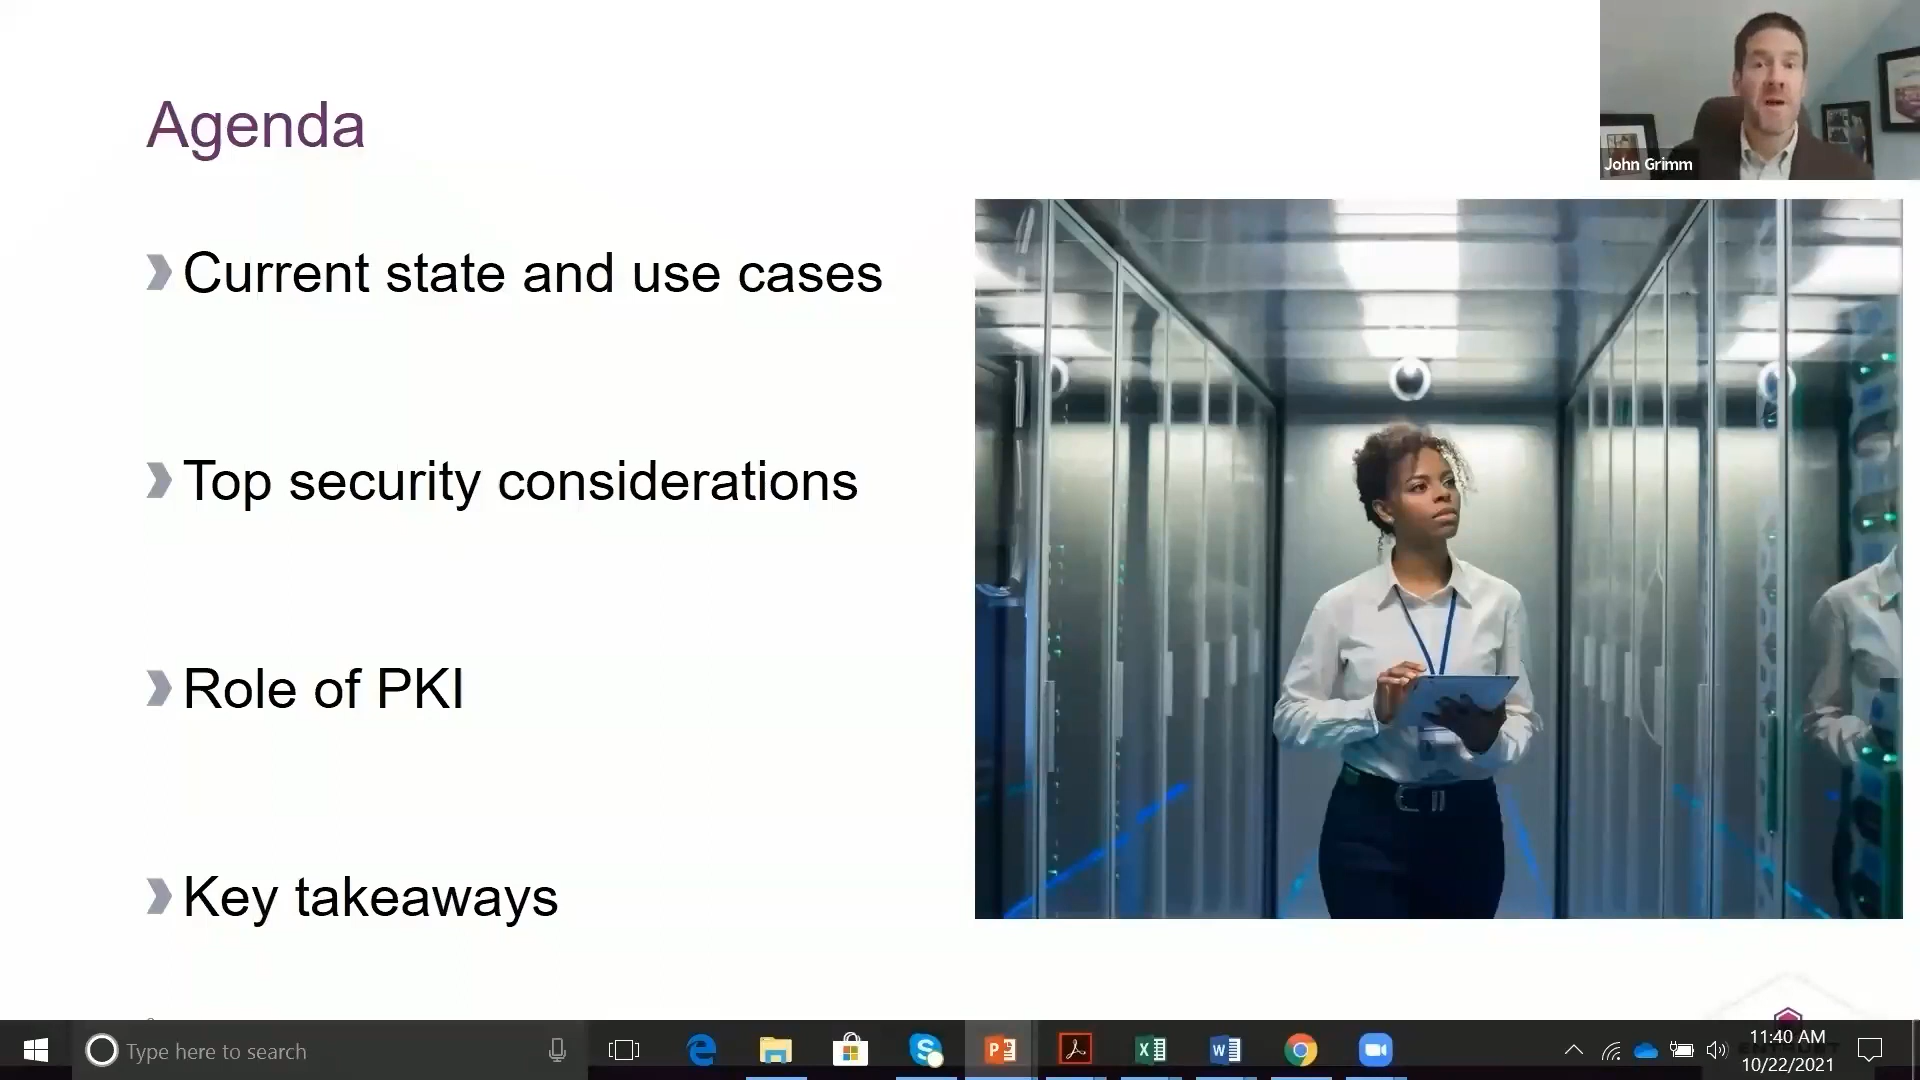 Agenda
John Grimm
Current state and use cases
Top security considerations
Role of PKI
Key takeaways
Type here to search
11:40 AM
10/22/2021